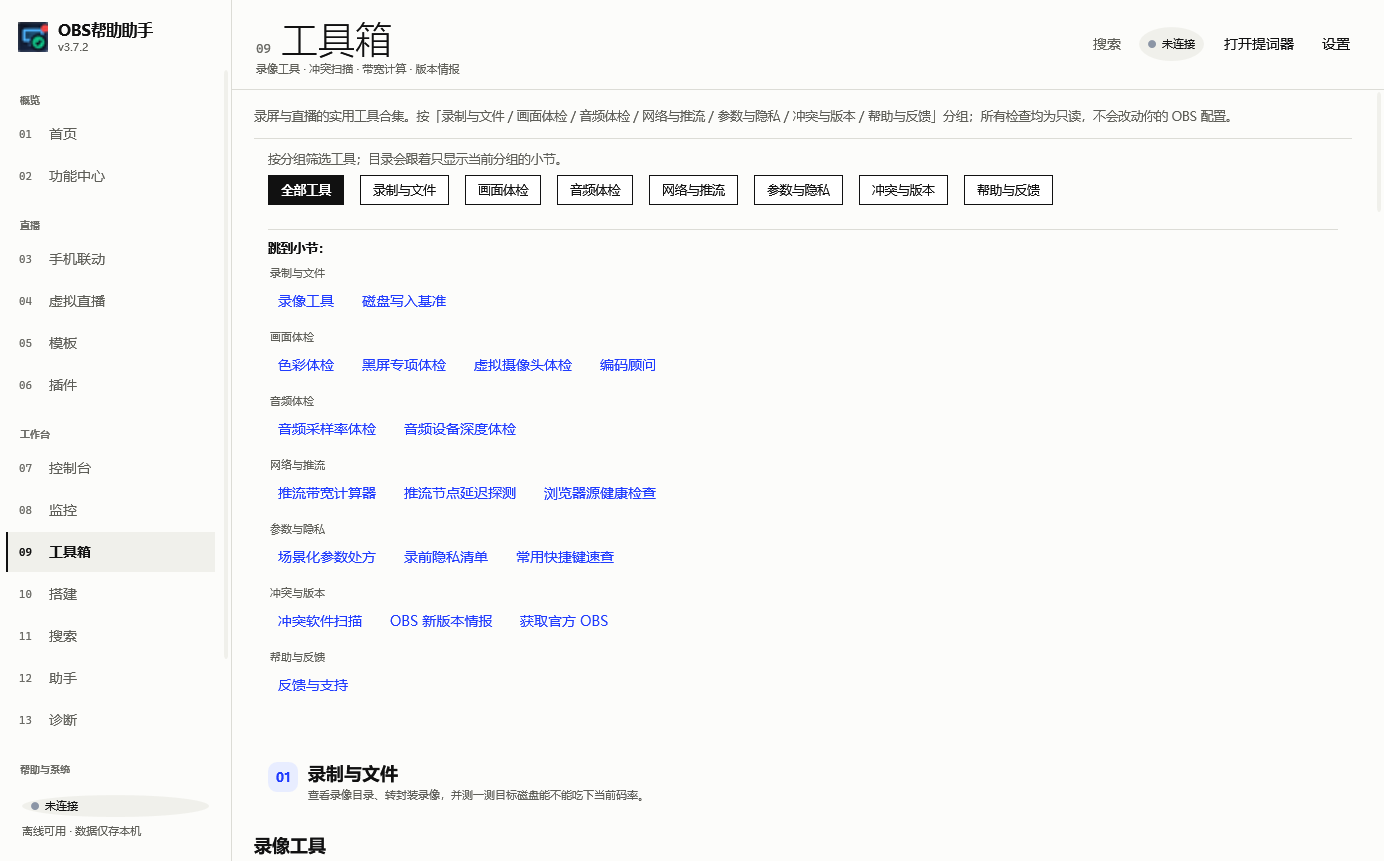 OBS帮助助手
v3.7.2
概览
01 首页
02 功能中心
直播
03 手机联动
04 虚拟直播
05 模板
06 插件
工作台
07 控制台
08 监控
09 工具箱
10 搭建
11 搜索
12 助手
13 诊断
帮助与系统
未连接
离线可用 · 数据仅存本机
09 工具箱
录像工具 · 冲突扫描 · 带宽计算 · 版本情报
搜索 未连接 打开提词器 设置
录屏与直播的实用工具合集。按「录制与文件 / 画面体检 / 音频体检 / 网络与推流 / 参数与隐私 / 冲突与版本 / 帮助与反馈」分组；所有检查均为只读，不会改动你的 OBS 配置。
按分组筛选工具；目录会跟着只显示当前分组的小节。
全部工具 录制与文件 画面体检 音频体检 网络与推流 参数与隐私 冲突与版本 帮助与反馈
跳到小节：
录制与文件
录像工具 磁盘写入基准
画面体检
色彩体检 黑屏专项体检 虚拟摄像头体检 编码顾问
音频体检
音频采样率体检 音频设备深度体检
网络与推流
推流带宽计算器 推流节点延迟探测 浏览器源健康检查
参数与隐私
场景化参数处方 录前隐私清单 常用快捷键速查
冲突与版本
冲突软件扫描 OBS 新版本情报 获取官方 OBS
帮助与反馈
反馈与支持
01 录制与文件
查看录像目录、转封装录像，并测一测目标磁盘能不能吃下当前码率。
录像工具